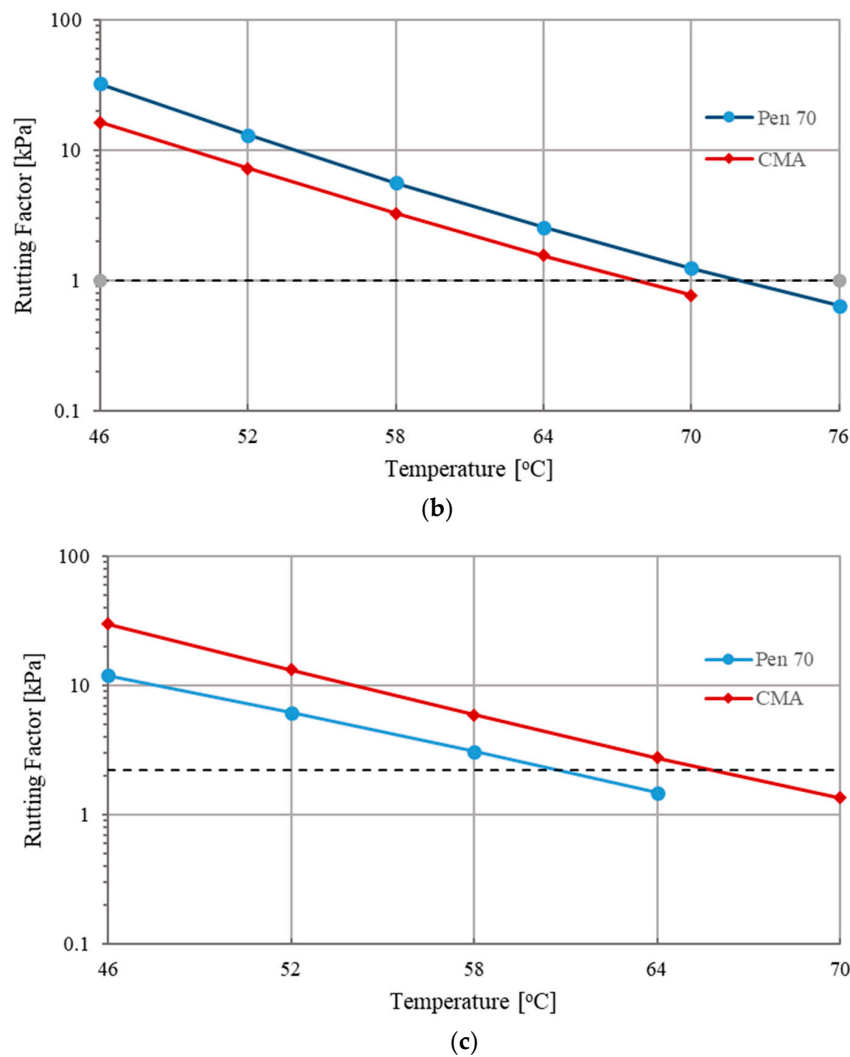 100
10
1
0.1
Rutting Factor [kPa]
Pen 70
CMA
46 52 58 64 70 76
Temperature [°C]
(b)
100
10
1
0.1
Rutting Factor [kPa]
Pen 70
CMA
46 52 58 64 70
Temperature [°C]
(c)